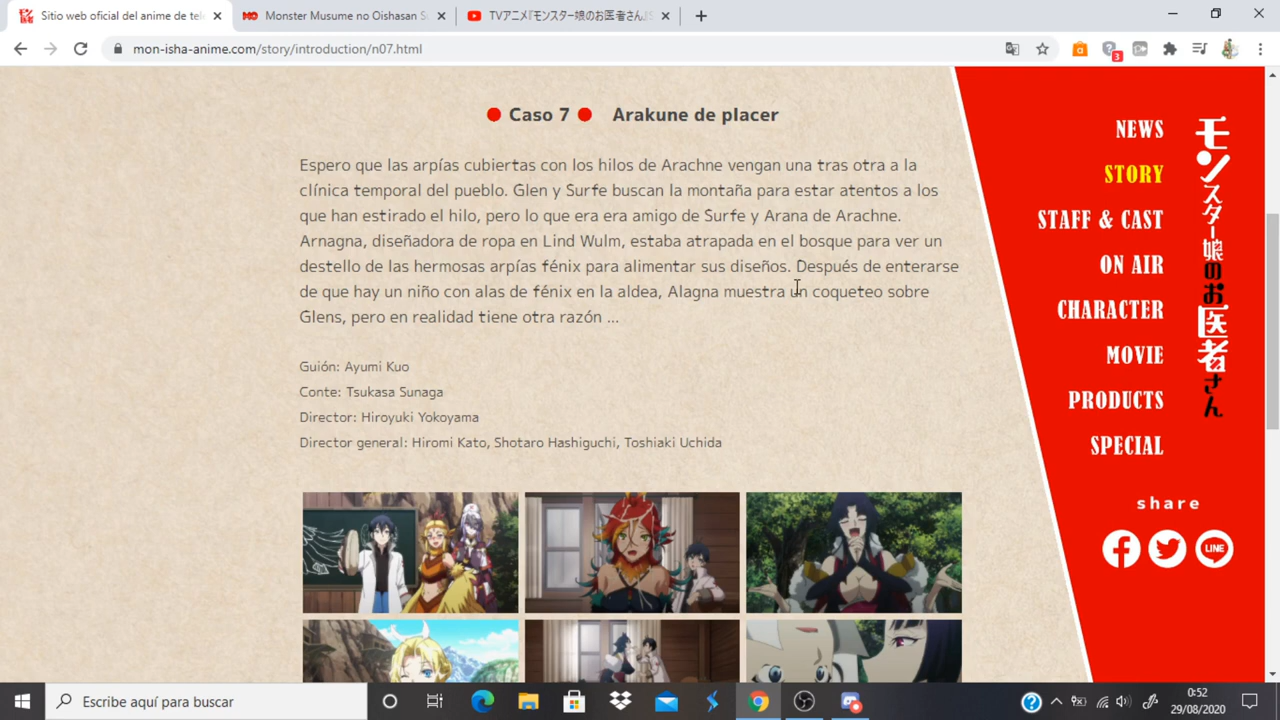 Sitio web oficial del anime de tele
Monster Musume no Oishasan S
TVアニメ『モンスター娘のお医者さん』
mon-isha-anime.com/story/introduction/n07.html
3
Caso 7 Arakune de placer
Espero que las arpías cubiertas con los hilos de Arachne vengan una tras otra a la
clínica temporal del pueblo. Glen y Surfe buscan la montaña para estar atentos a los
que han estirado el hilo, pero lo que era era amigo de Surfe y Arana de Arachne.
Arnagna, diseñadora de ropa en Lind Wulm, estaba atrapada en el bosque para ver un
destello de las hermosas arpías fénix para alimentar sus diseños. Después de enterarse
de que hay un niño con alas de fénix en la aldea, Alagna muestra un coqueteo sobre
Glens, pero en realidad tiene otra razón ...
Guión: Ayumi Kuo
Conte: Tsukasa Sunaga
Director: Hiroyuki Yokoyama
Director general: Hiromi Kato, Shotaro Hashiguchi, Toshiaki Uchida
NEWS
STORY
STAFF & CAST
ON AIR
CHARACTER
MOVIE
PRODUCTS
SPECIAL
モンスター娘のお医者さん
share
LINE
Escribe aquí para buscar
0:52
29/08/2020